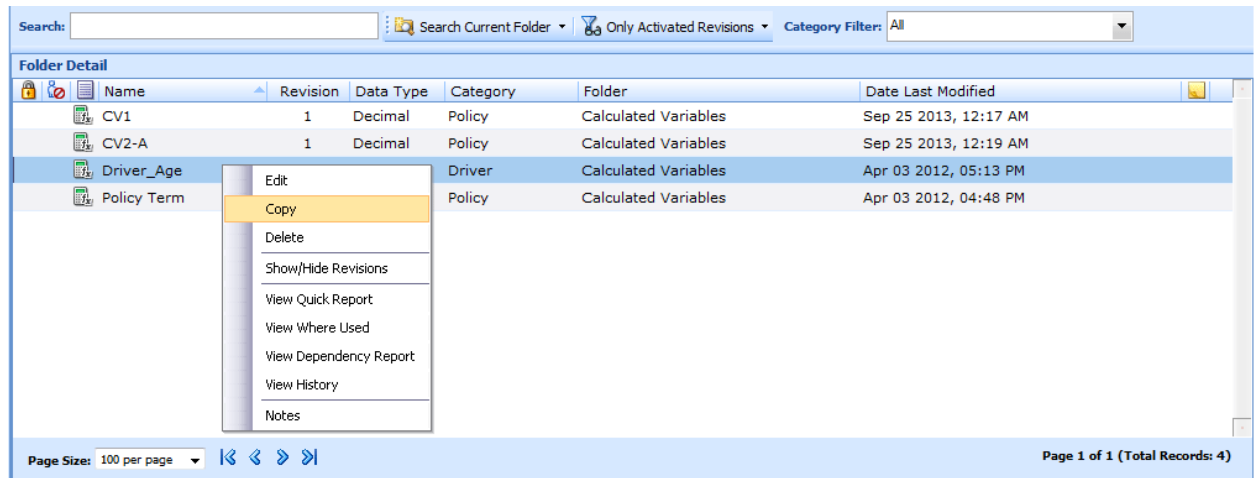 Search: Search Current Folder Only Activated Revisions Category Filter: All
Folder Detail
Name Revision Data Type Category Folder Date Last Modified
CV1 1 Decimal Policy Calculated Variables Sep 25 2013, 12:17 AM
CV2-A 1 Decimal Policy Calculated Variables Sep 25 2013, 12:19 AM
Driver_Age Driver Calculated Variables Apr 03 2012, 05:13 PM
Policy Term Policy Calculated Variables Apr 03 2012, 04:48 PM
Edit
Copy
Delete
Show/Hide Revisions
View Quick Report
View Where Used
View Dependency Report
View History
Notes
Page Size: 100 per page Page 1 of 1 (Total Records: 4)